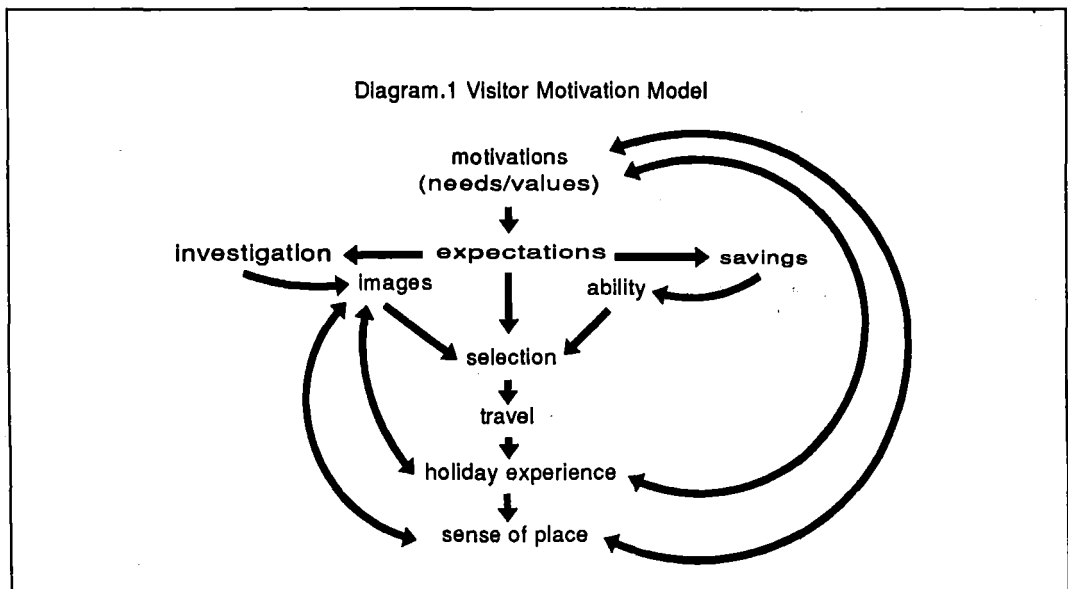 Diagram.1 Visitor Motivation Model
motivations
(needs/values)
investigation
expectations
savings
images
ability
selection
travel
holiday experience
sense of place